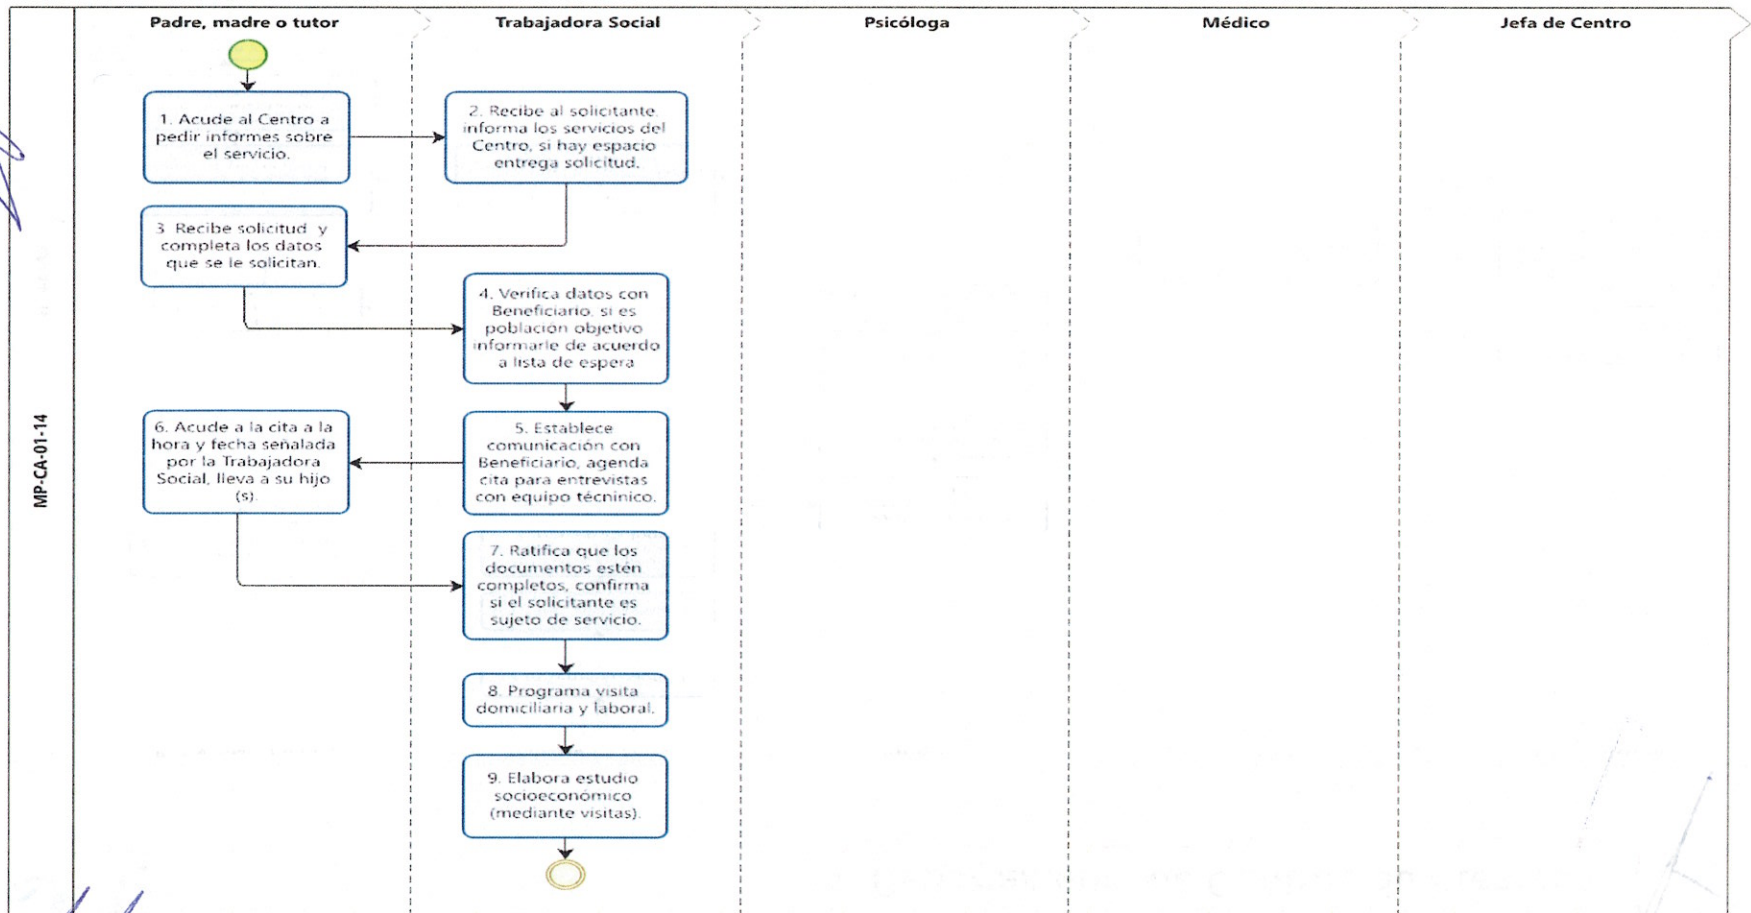 Padre, madre o tutor
Trabajadora Social
Psicóloga
Médico
Jefa de Centro
MP-CA-01-14
1. Acude al Centro a
pedir informes sobre
el servicio.
2. Recibe al solicitante,
informa los servicios del
Centro, si hay espacio
entrega solicitud.
3. Recibe solicitud y
completa los datos
que se le solicitan.
4. Verifica datos con
Beneficiario, si es
población objetivo
informarle de acuerdo
a lista de espera
5. Establece
comunicación con
Beneficiario, agenda
cita para entrevistas
con equipo técninico.
6. Acude a la cita a la
hora y fecha señalada
por la Trabajadora
Social, lleva a su hijo
(s).
7. Ratifica que los
documentos estén
completos, confirma
si el solicitante es
sujeto de servicio.
8. Programa visita
domiciliaria y laboral.
9. Elabora estudio
socioeconómico
(mediante visitas).